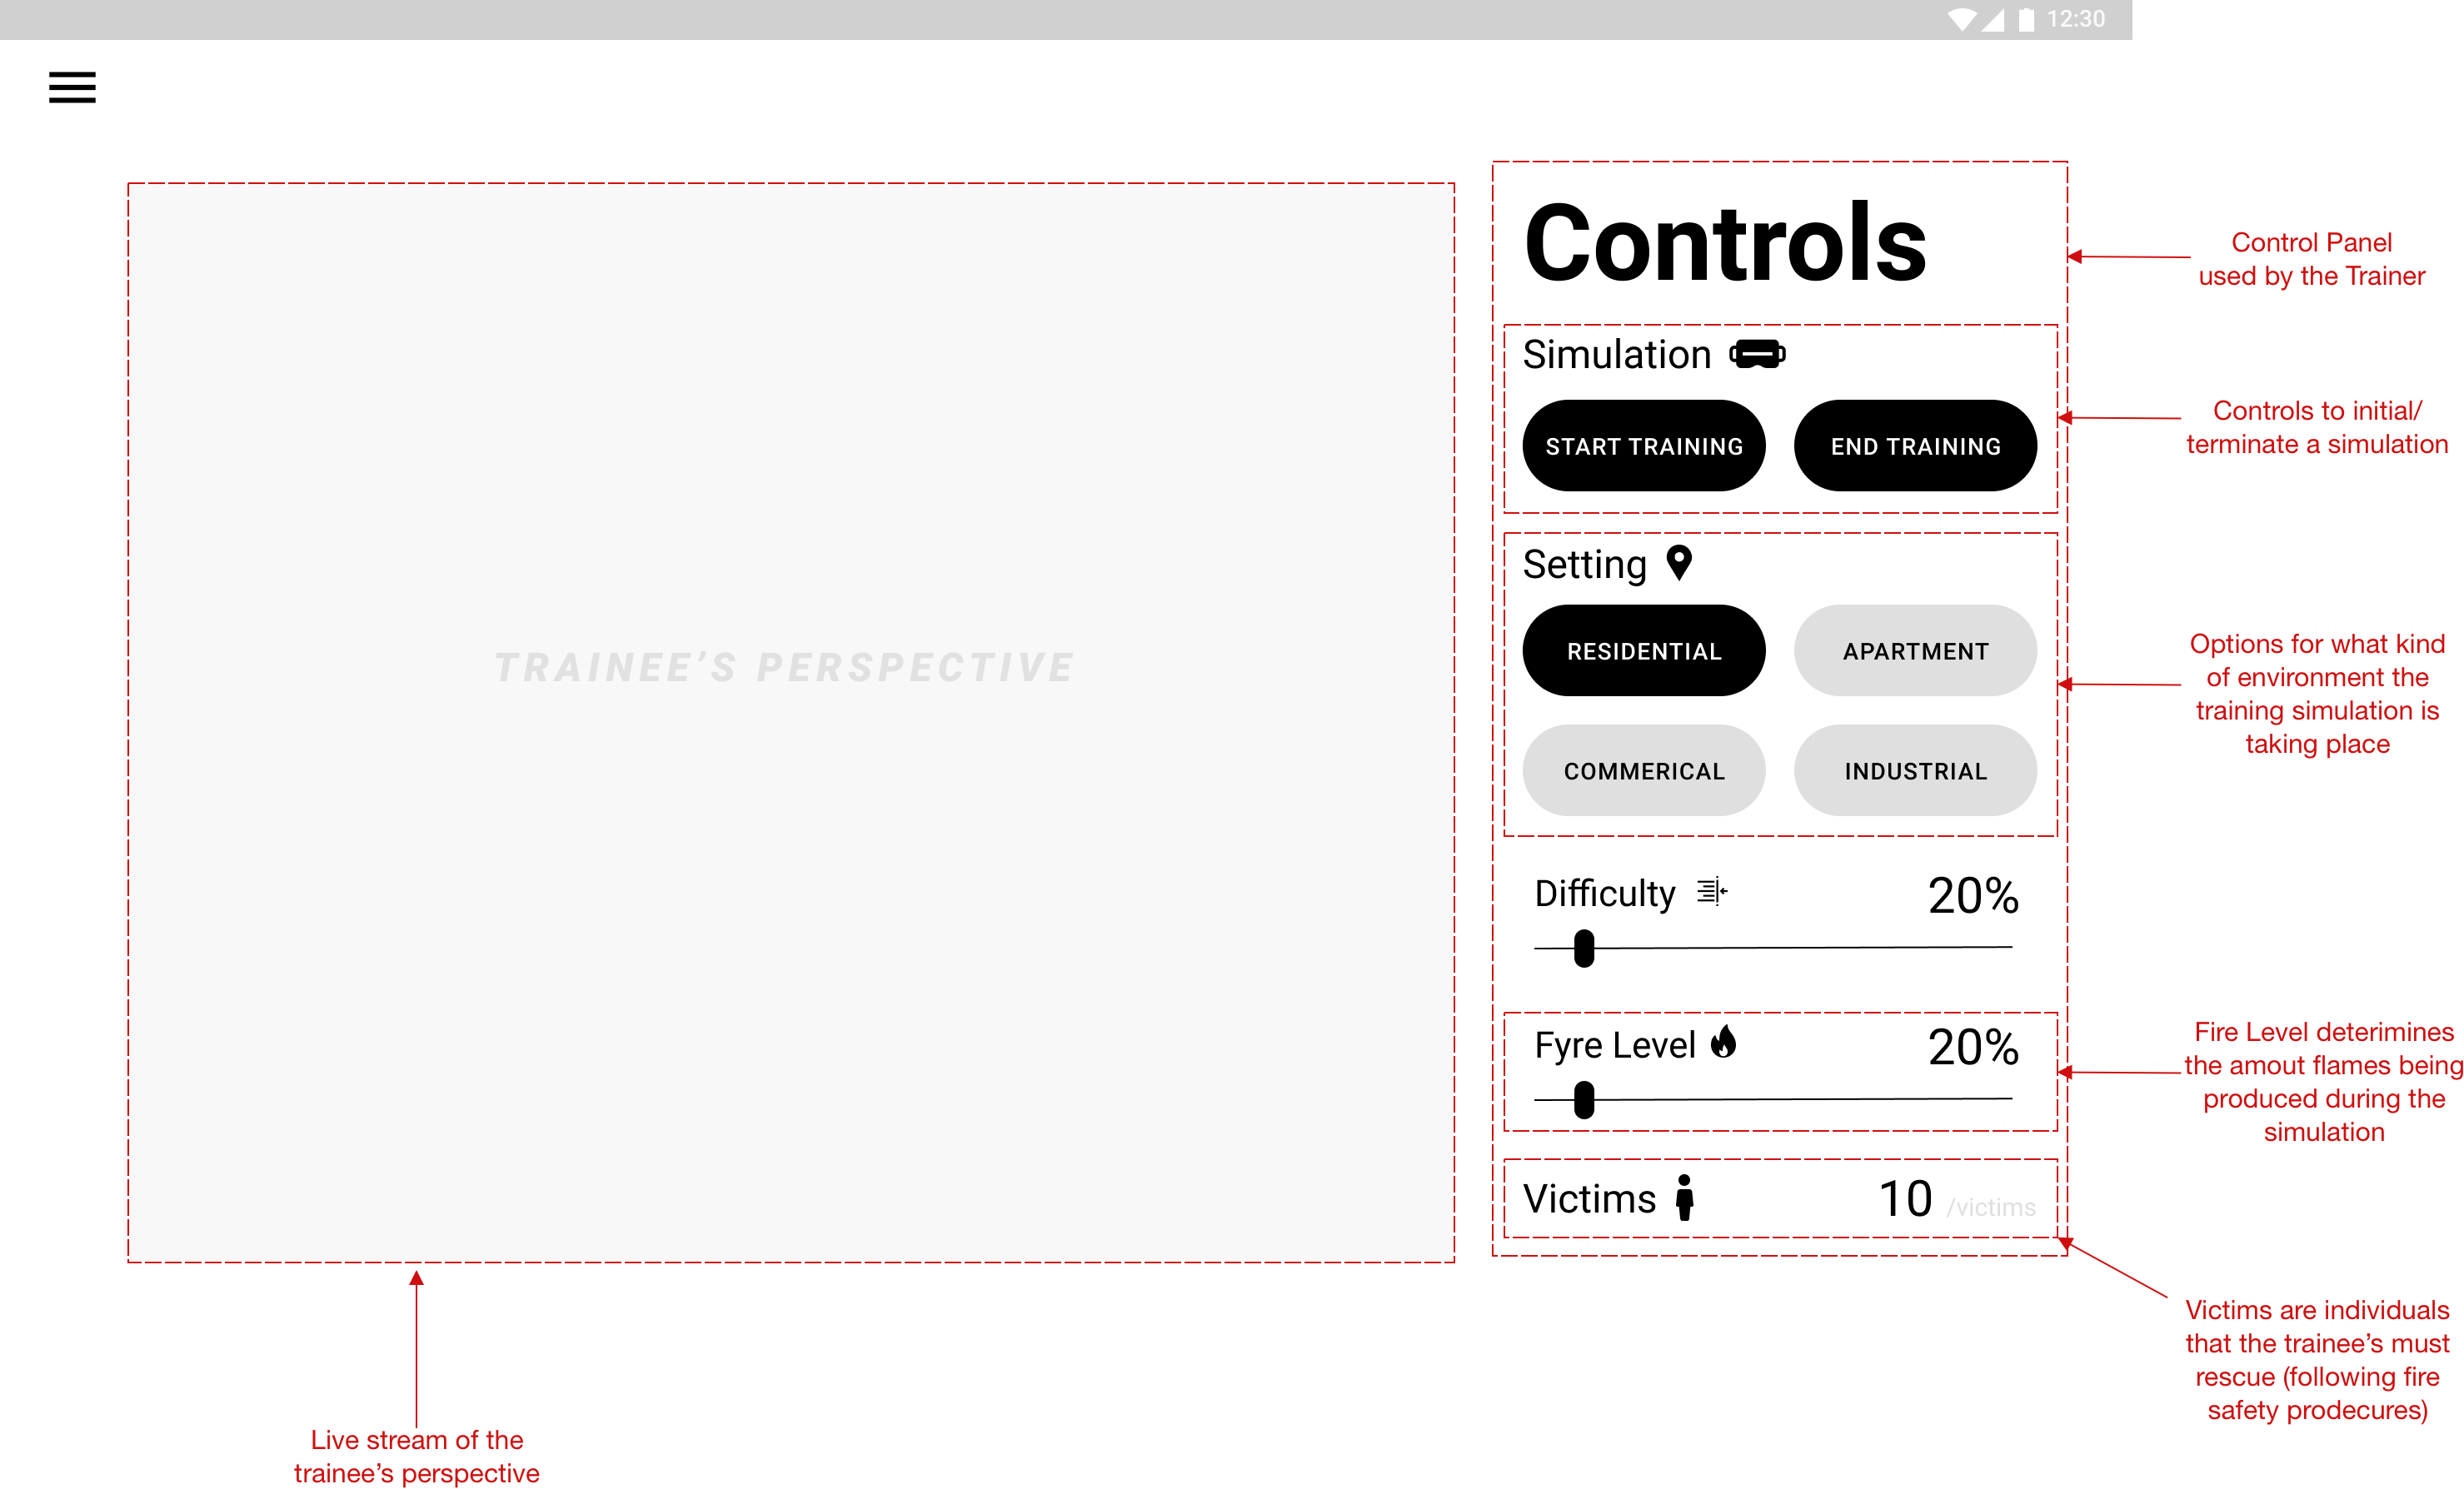 12:30
Controls
Control Panel
used by the Trainer
Simulation
START TRAINING
END TRAINING
Controls to initial/
terminate a simulation
Setting
RESIDENTIAL
APARTMENT
COMMERICAL
INDUSTRIAL
Options for what kind
of environment the
training simulation is
taking place
TRAINEE’S PERSPECTIVE
Difficulty
20%
Fyre Level
20%
Fire Level deterimines
the amout flames being
produced during the
simulation
Victims
10 /victims
Victims are individuals
that the trainee’s must
rescue (following fire
safety prodecures)
Live stream of the
trainee’s perspective